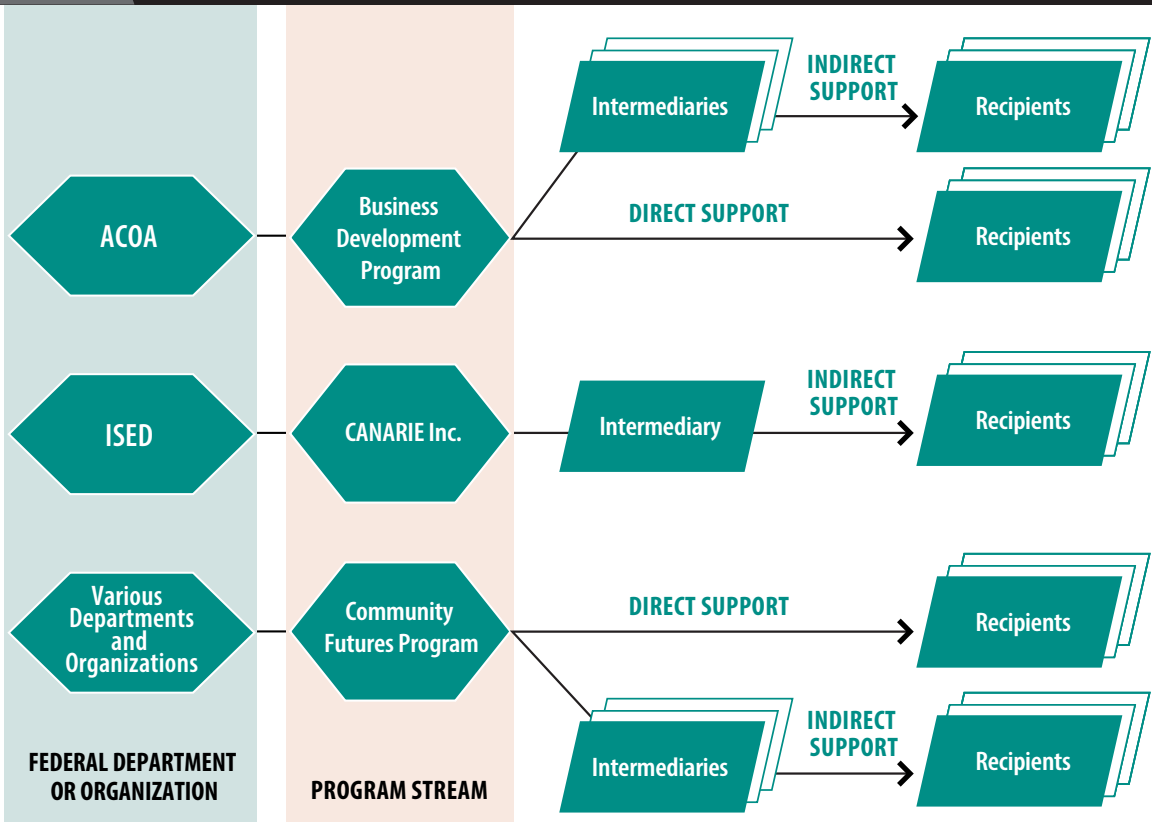 ACOA
Business
Development
Program
Intermediaries
INDIRECT
SUPPORT
Recipients
DIRECT SUPPORT
Recipients
ISED
CANARIE Inc.
Intermediary
INDIRECT
SUPPORT
Recipients
Various
Departments
and
Organizations
Community
Futures Program
DIRECT SUPPORT
Recipients
Intermediaries
INDIRECT
SUPPORT
Recipients
FEDERAL DEPARTMENT
OR ORGANIZATION
PROGRAM STREAM